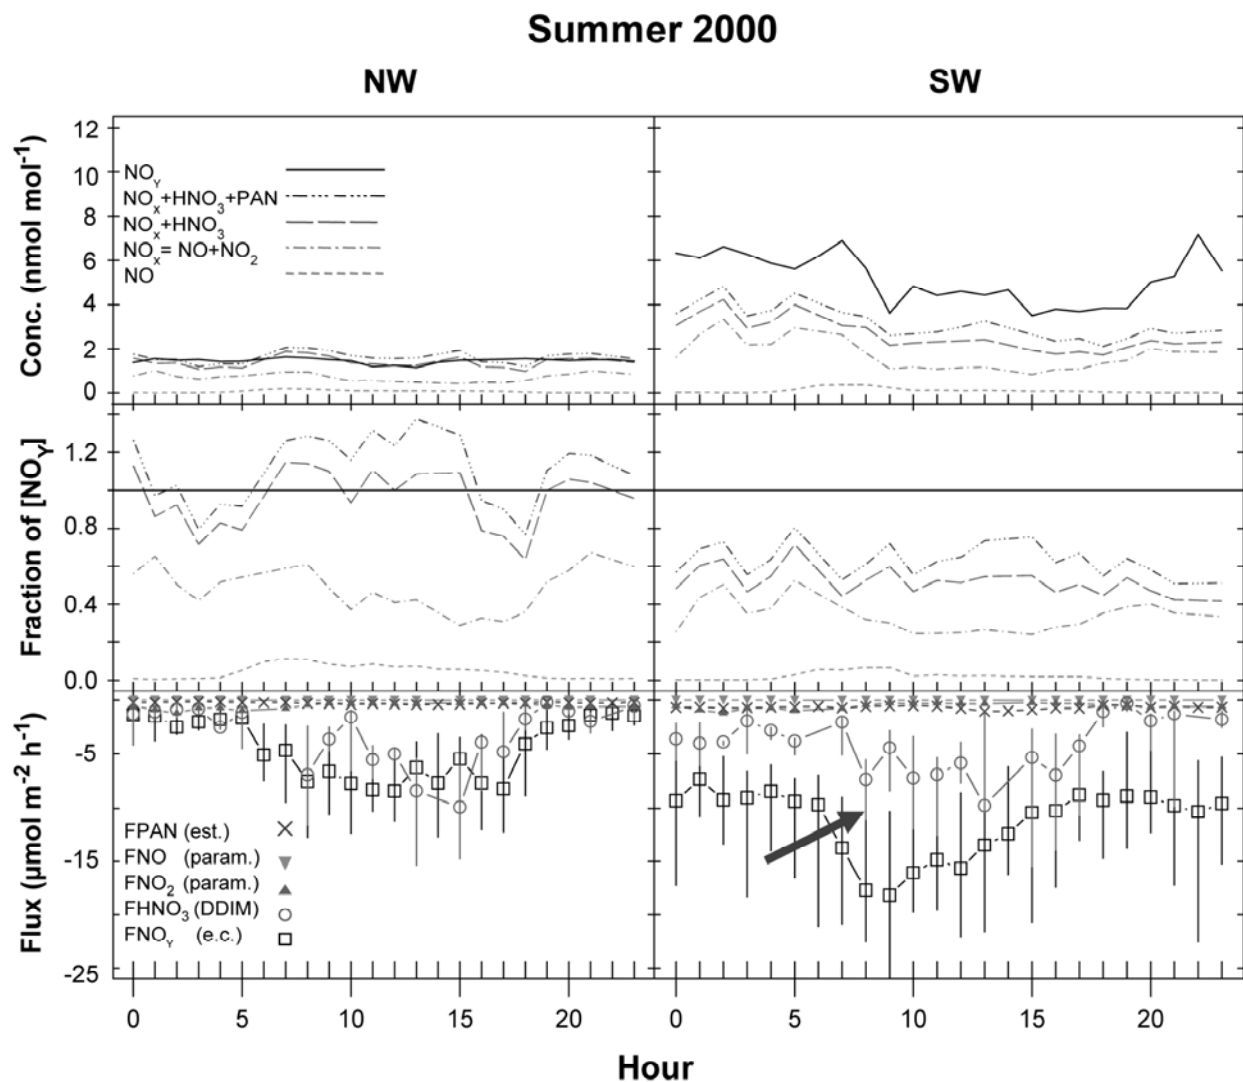 Summer 2000
NW SW
Conc. (nmol mol⁻¹)
12
10
8
6
4
2
0
NOY
NOx+HNO3+PAN
NOx+HNO3
NOx= NO+NO2
NO
Fraction of [NOY]
1.2
0.8
0.4
0.0
Flux (µmol m⁻² h⁻¹)
-5
-15
-25
FPAN (est.)
FNO (param.)
FNO2 (param.)
FHNO3 (DDIM)
FNOY (e.c.)
0 5 10 15 20 0 5 10 15 20
Hour